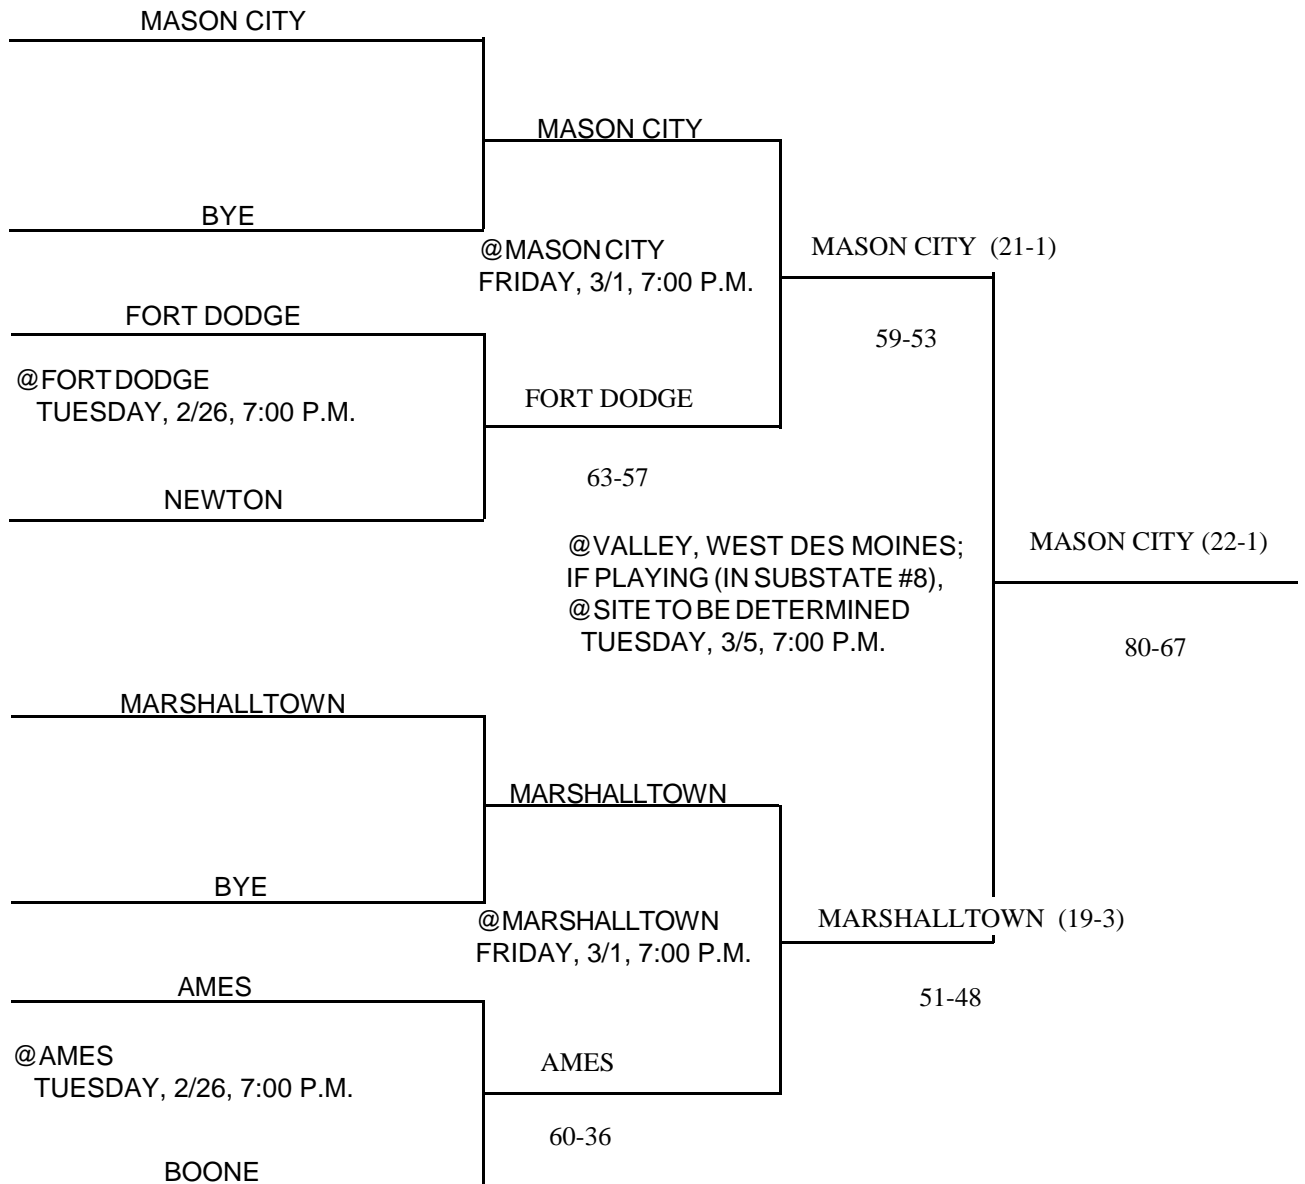 MASON CITY
MASON CITY
BYE
@MASON CITY
FRIDAY, 3/1, 7:00 P.M.
MASON CITY (21-1)
59-53
FORT DODGE
@FORT DODGE
TUESDAY, 2/26, 7:00 P.M.
FORT DODGE
63-57
NEWTON
@VALLEY, WEST DES MOINES;
IF PLAYING (IN SUBSTATE #8),
@SITE TO BE DETERMINED
TUESDAY, 3/5, 7:00 P.M.
MASON CITY (22-1)
80-67
MARSHALLTOWN
MARSHALLTOWN
BYE
@MARSHALLTOWN
FRIDAY, 3/1, 7:00 P.M.
MARSHALLTOWN (19-3)
51-48
AMES
@AMES
TUESDAY, 2/26, 7:00 P.M.
AMES
60-36
BOONE